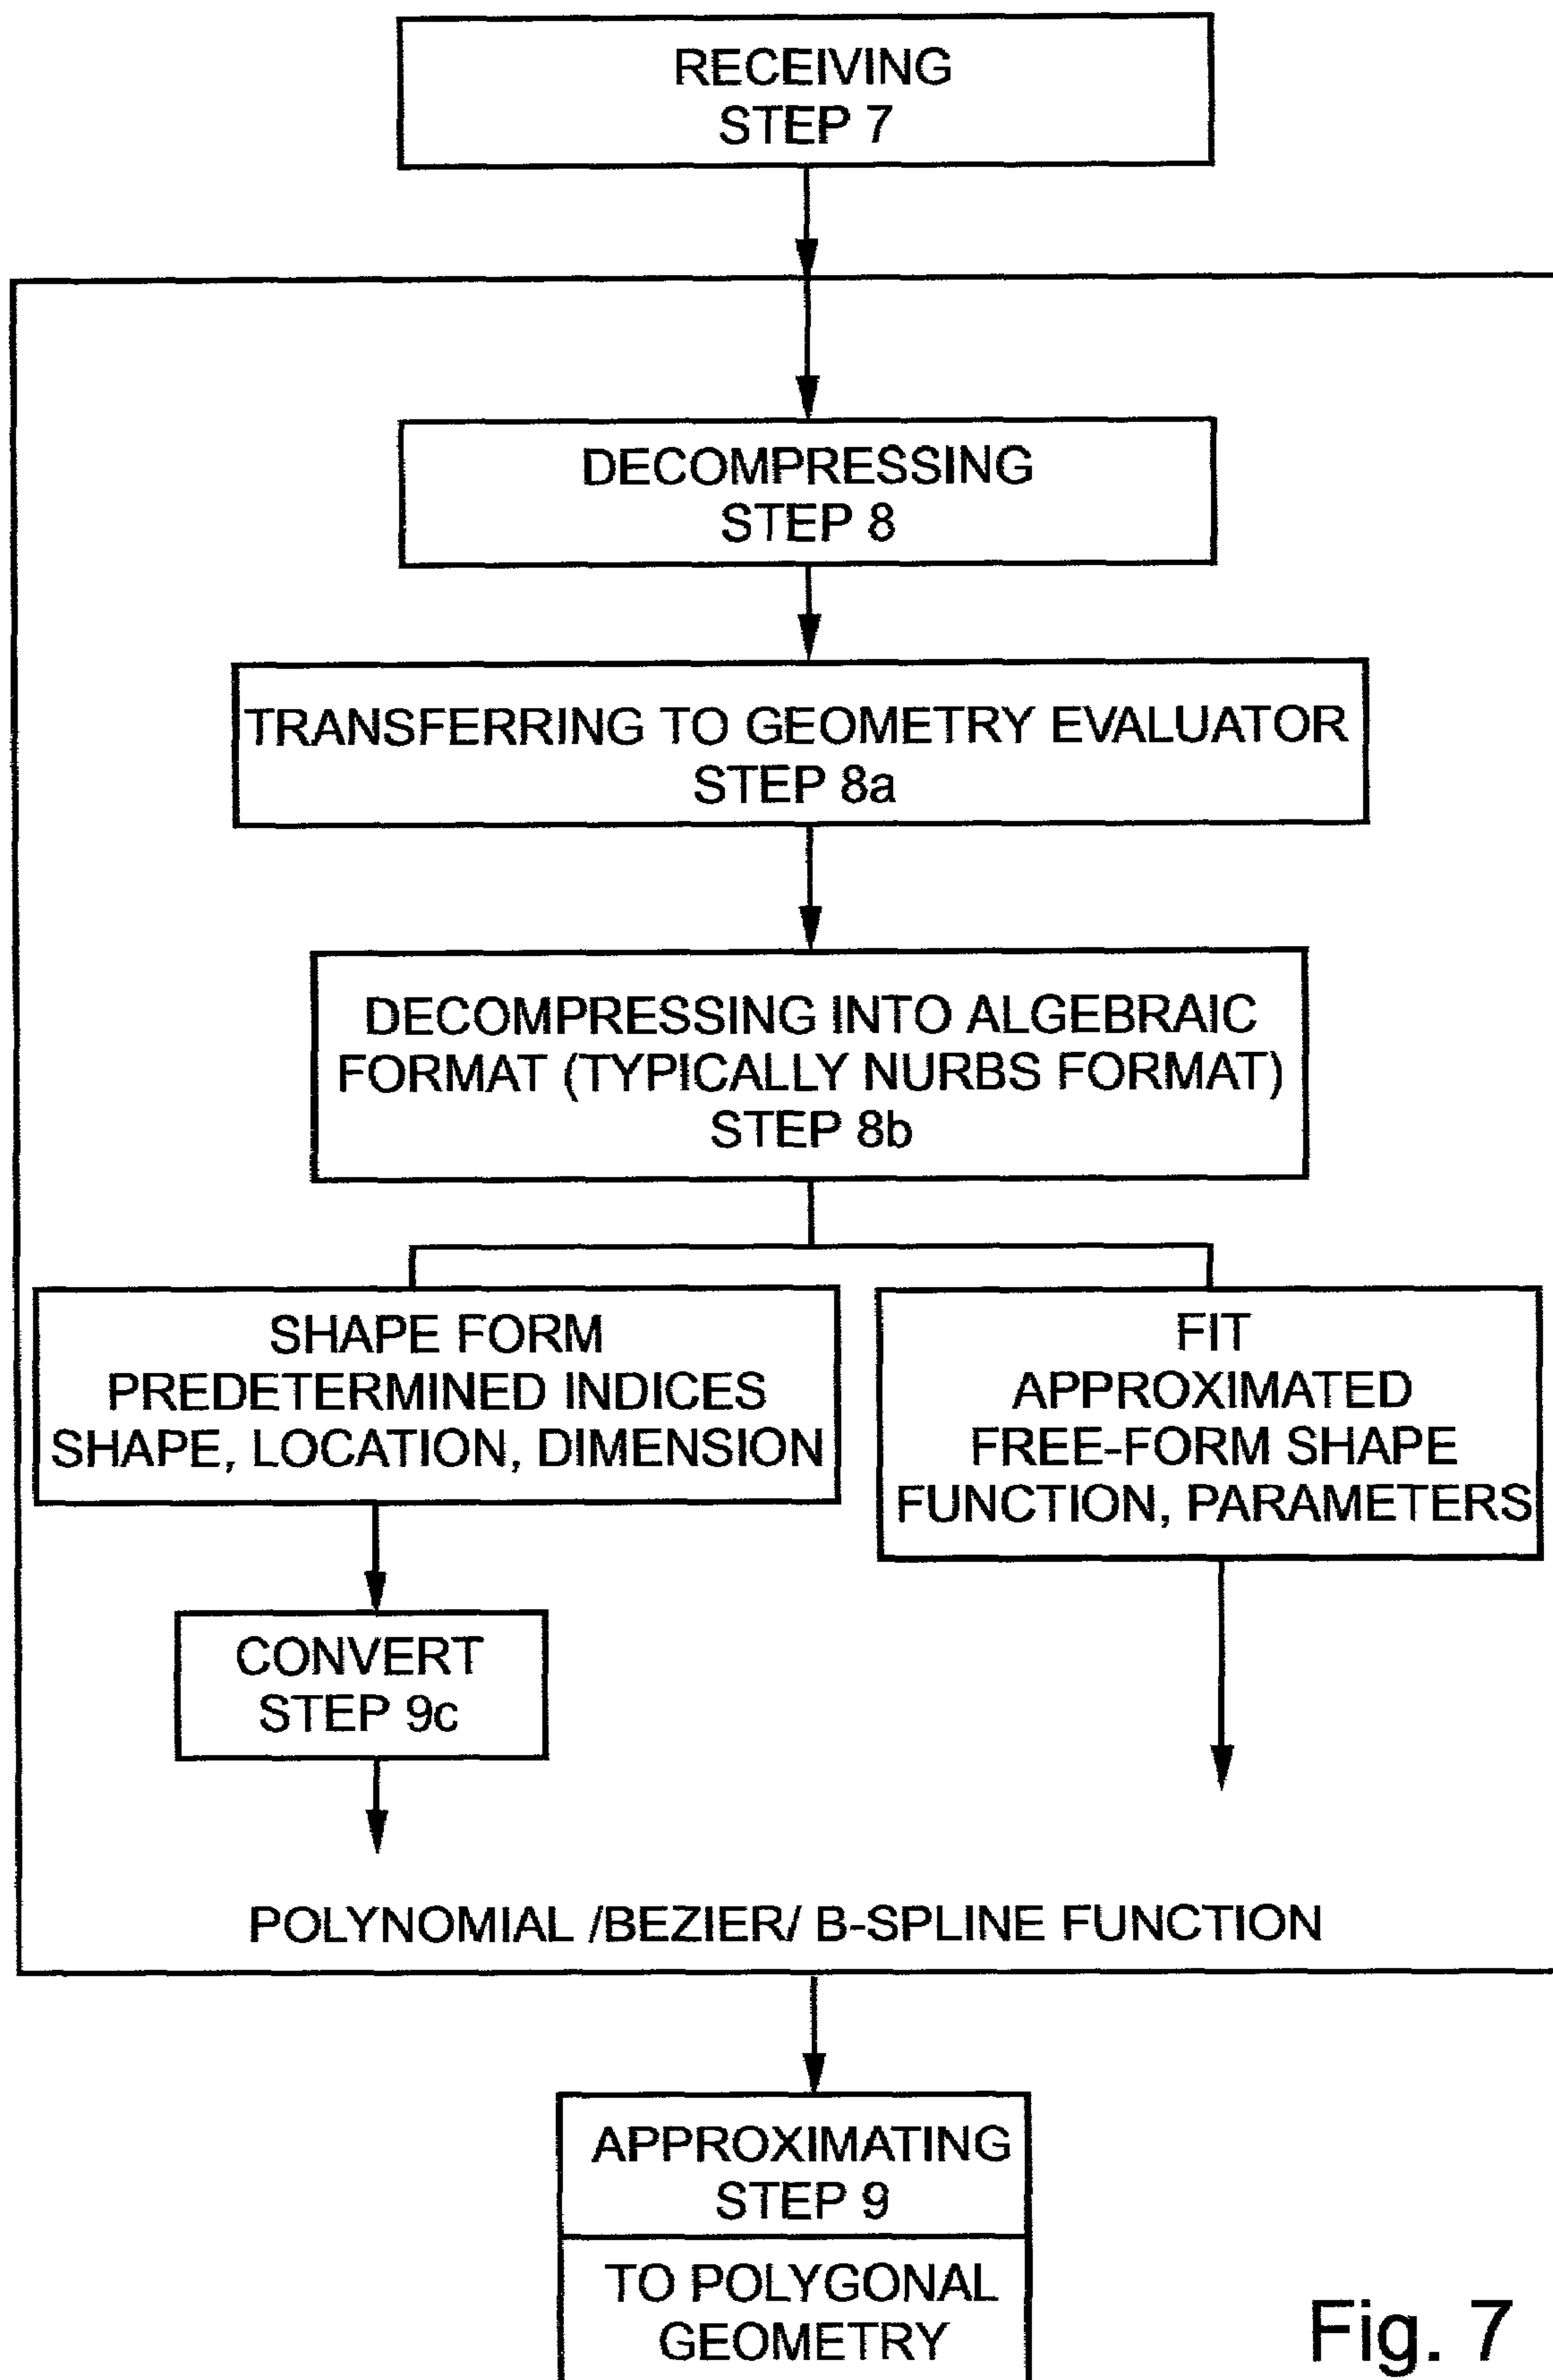 RECEIVING
STEP 7
DECOMPRESSING
STEP 8
TRANSFERRING TO GEOMETRY EVALUATOR
STEP 8a
DECOMPRESSING INTO ALGEBRAIC
FORMAT (TYPICALLY NURBS FORMAT)
STEP 8b
SHAPE FORM
PREDETERMINED INDICES
SHAPE, LOCATION, DIMENSION
FIT
APPROXIMATED
FREE-FORM SHAPE
FUNCTION, PARAMETERS
CONVERT
STEP 9c
POLYNOMIAL /BEZIER/ B-SPLINE FUNCTION
APPROXIMATING
STEP 9
TO POLYGONAL
GEOMETRY
Fig. 7